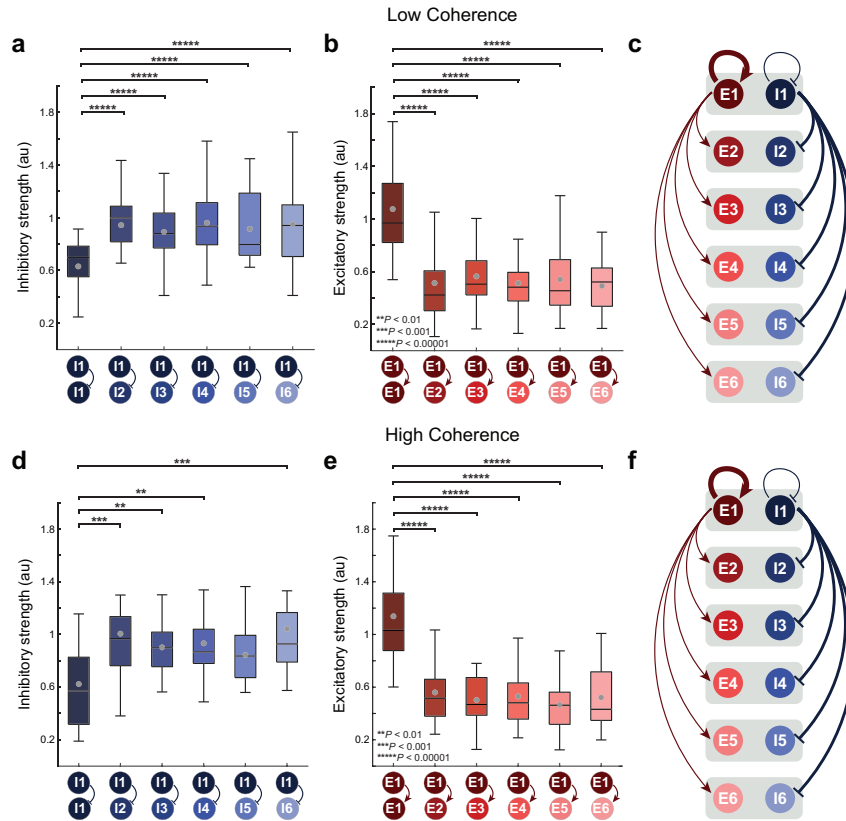 Low Coherence
a
*****
*****
*****
*****
*****
Inhibitory strength (au)
1.8
1.4
1
0.6
0.2
I1 I1 I1 I1 I1 I1
I1 I2 I3 I4 I5 I6
b
*****
*****
*****
*****
*****
Excitatory strength (au)
1.8
1.4
1
0.6
0.2
**P < 0.01
***P < 0.001
*****P < 0.00001
E1 E1 E1 E1 E1 E1
E1 E2 E3 E4 E5 E6
c
E1 I1
E2 I2
E3 I3
E4 I4
E5 I5
E6 I6
High Coherence
d
***
**
**
***
Inhibitory strength (au)
1.8
1.4
1
0.6
0.2
I1 I1 I1 I1 I1 I1
I1 I2 I3 I4 I5 I6
e
*****
*****
*****
*****
*****
Excitatory strength (au)
1.8
1.4
1
0.6
0.2
**P < 0.01
***P < 0.001
*****P < 0.00001
E1 E1 E1 E1 E1 E1
E1 E2 E3 E4 E5 E6
f
E1 I1
E2 I2
E3 I3
E4 I4
E5 I5
E6 I6